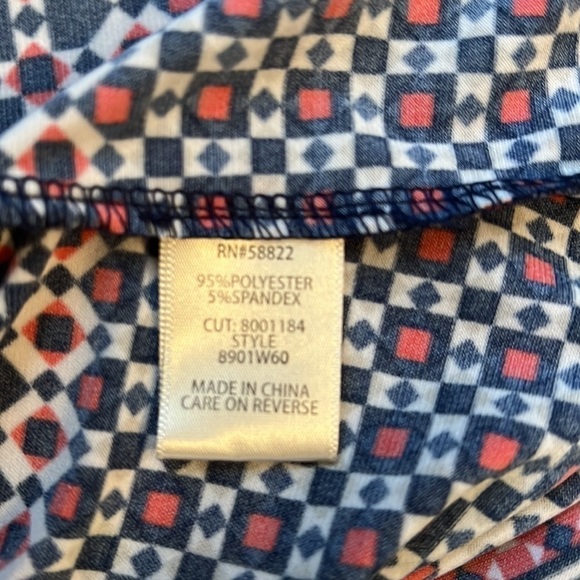 RN#58822
95%POLYESTER
5%SPANDEX
CUT: 8001184
STYLE
8901W60
MADE IN CHINA
CARE ON REVERSE